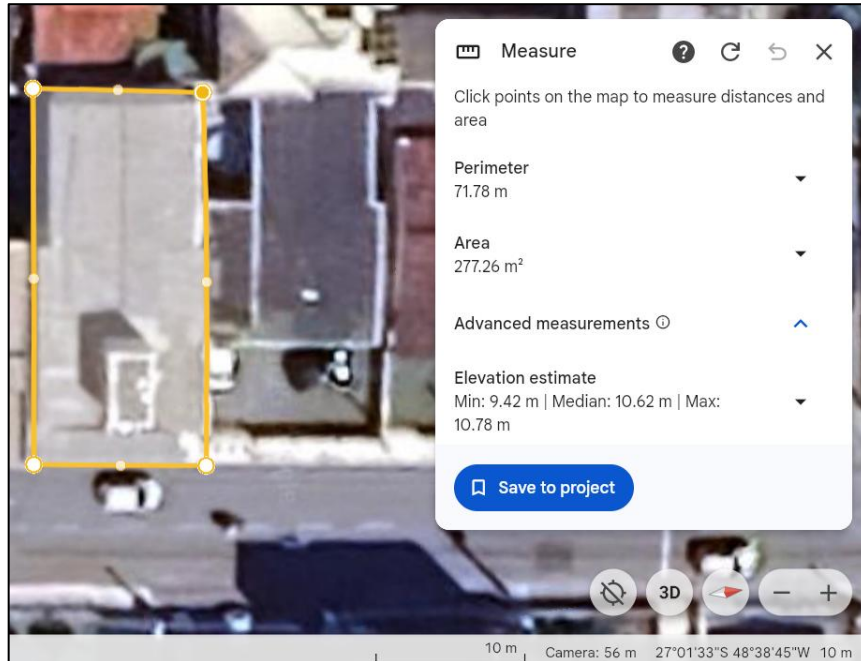 Measure
Click points on the map to measure distances and
area
Perimeter
71.78 m
Area
277.26 m²
Advanced measurements
Elevation estimate
Min: 9.42 m | Median: 10.62 m | Max:
10.78 m
Save to project
3D
10 m
Camera: 56 m 27°01'33"S 48°38'45"W 10 m